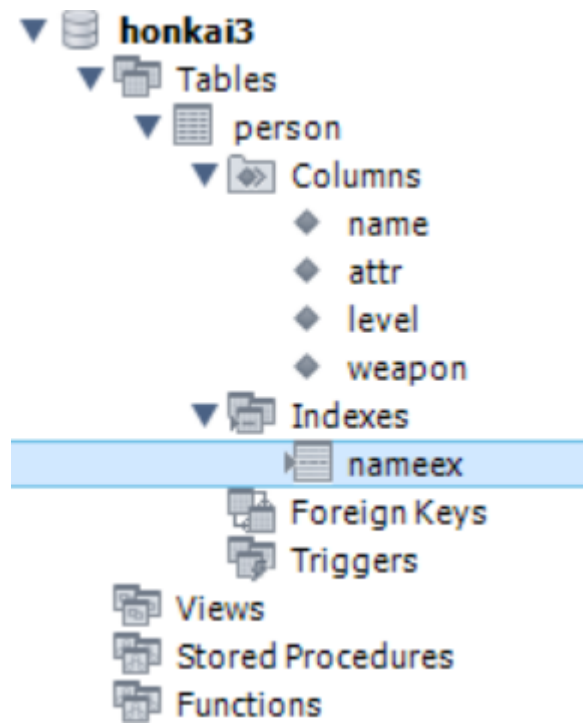 honkai3
Tables
person
Columns
name
attr
level
weapon
Indexes
nameex
Foreign Keys
Triggers
Views
Stored Procedures
Functions